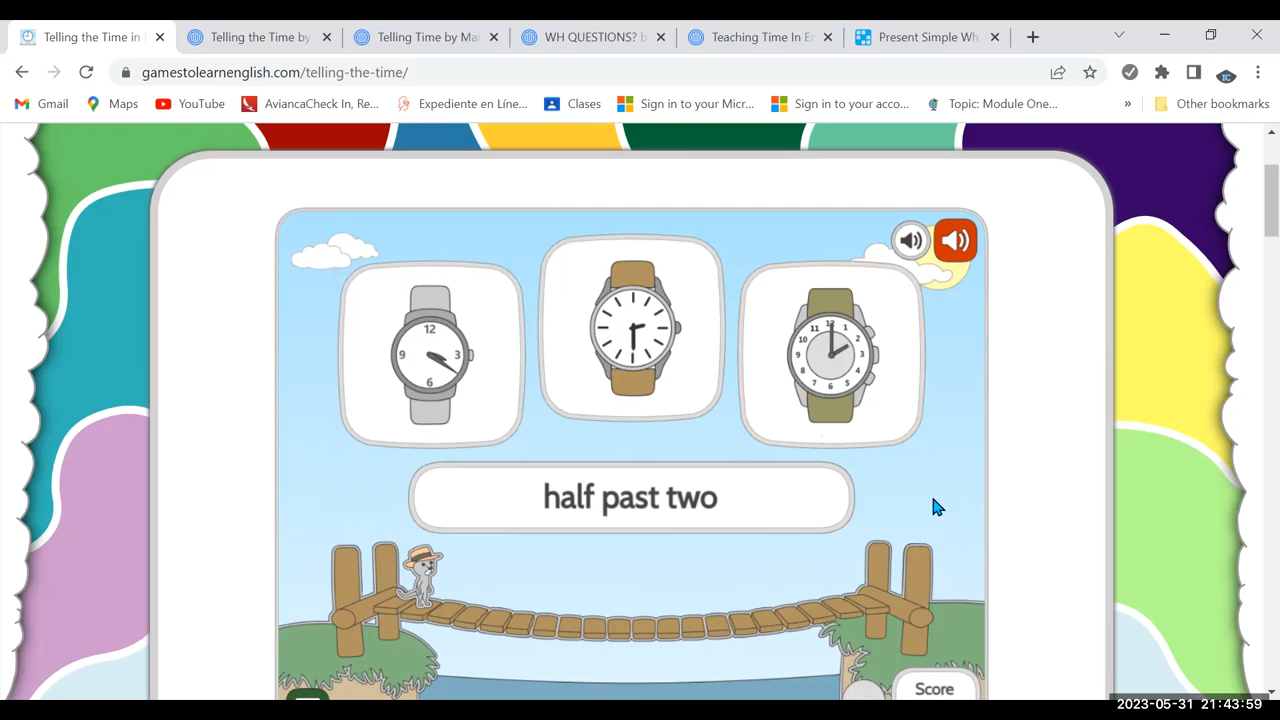 Telling the Time in
Telling the Time by
Telling Time by Ma
WH QUESTIONS? b
Teaching Time In E
Present Simple Wh
gamestolearnenglish.com/telling-the-time/
IC
Gmail
Maps
YouTube
AviancaCheck In, Re...
Expediente en Líne...
Clases
Sign in to your Micr...
Sign in to your acco...
Topic: Module One...
»
Other bookmarks
12
9 3
6
12
11 1
10 2
9 3
8 4
7 5
6
half past two
Score
2023-05-31 21:43:59